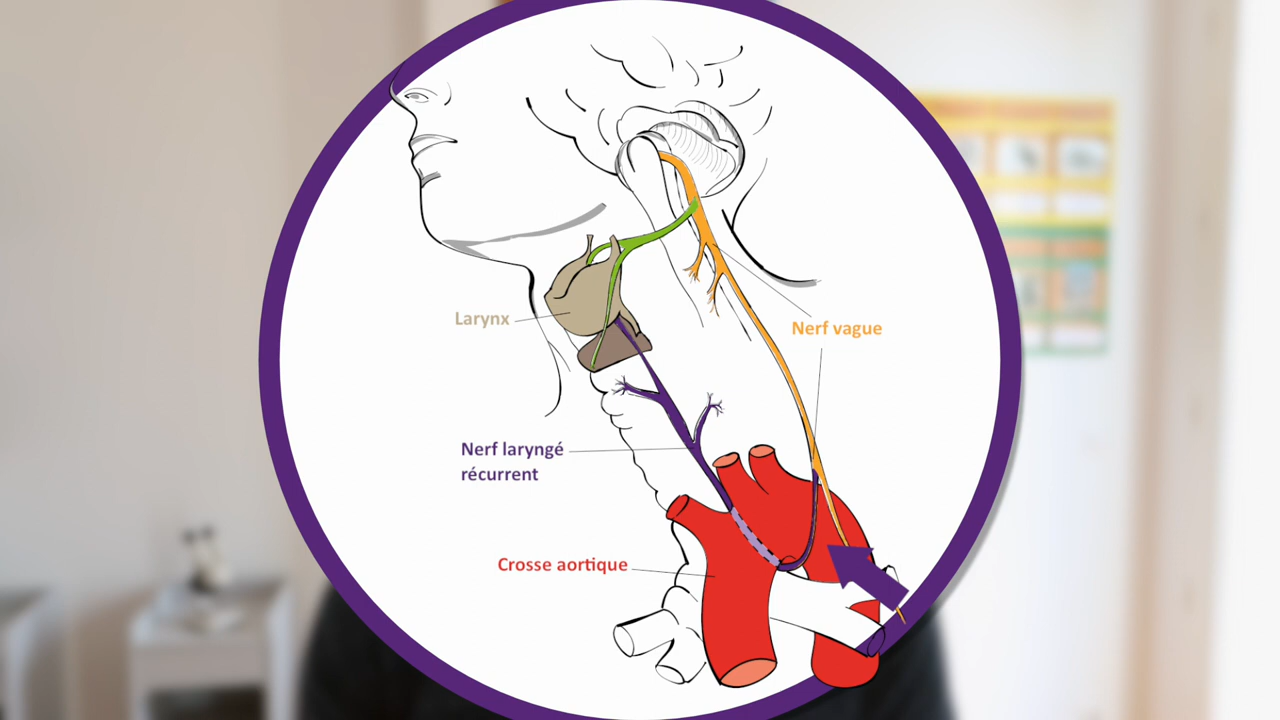 Larynx
Nerf vague
Nerf laryngé
récurrent
Crosse aortique